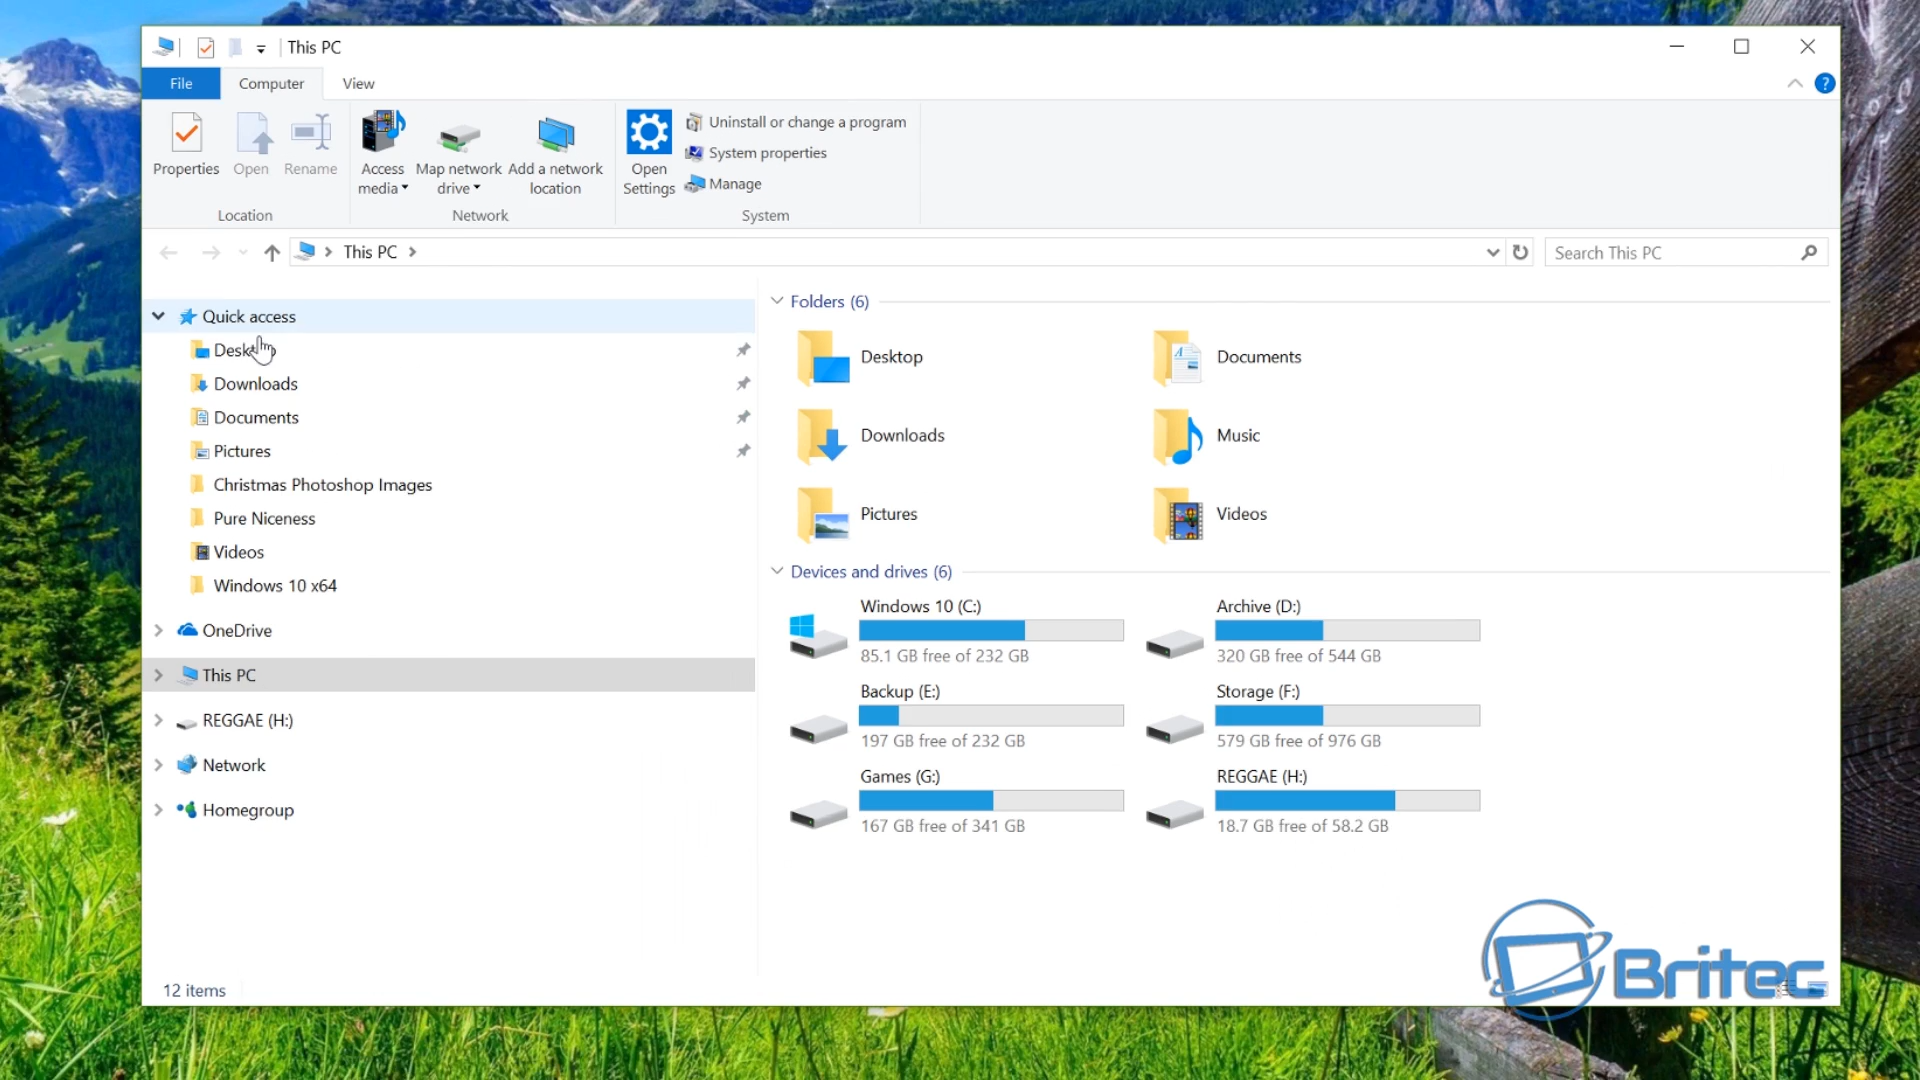 This PC
File
Computer
View
Properties
Open
Rename
Access media
Map network drive
Add a network location
Open Settings
Uninstall or change a program
System properties
Manage
Location
Network
System
This PC
Search This PC
Quick access
Desktop
Downloads
Documents
Pictures
Christmas Photoshop Images
Pure Niceness
Videos
Windows 10 x64
OneDrive
This PC
REGGAE (H:)
Network
Homegroup
Folders (6)
Desktop
Documents
Downloads
Music
Pictures
Videos
Devices and drives (6)
Windows 10 (C:)
85.1 GB free of 232 GB
Archive (D:)
320 GB free of 544 GB
Backup (E:)
197 GB free of 232 GB
Storage (F:)
579 GB free of 976 GB
Games (G:)
167 GB free of 341 GB
REGGAE (H:)
18.7 GB free of 58.2 GB
12 items
Britec